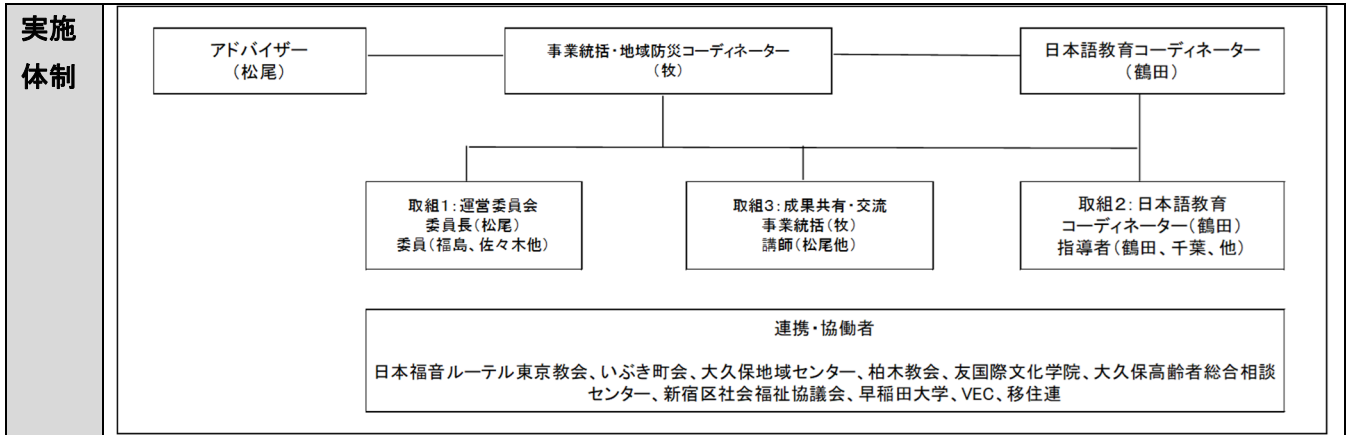 実施
体制
アドバイザー
(松尾)
事業統括・地域防災コーディネーター
(牧)
日本語教育コーディネーター
(鶴田)
取組1:運営委員会
委員長(松尾)
委員(福島、佐々木他)
取組3:成果共有・交流
事業統括(牧)
講師(松尾他)
取組2:日本語教育
コーディネーター(鶴田)
指導者(鶴田、千葉、他)
連携・協働者
日本福音ルーテル東京教会、いぶき町会、大久保地域センター、柏木教会、友国際文化学院、大久保高齢者総合相談
センター、新宿区社会福祉協議会、早稲田大学、VEC、移住連